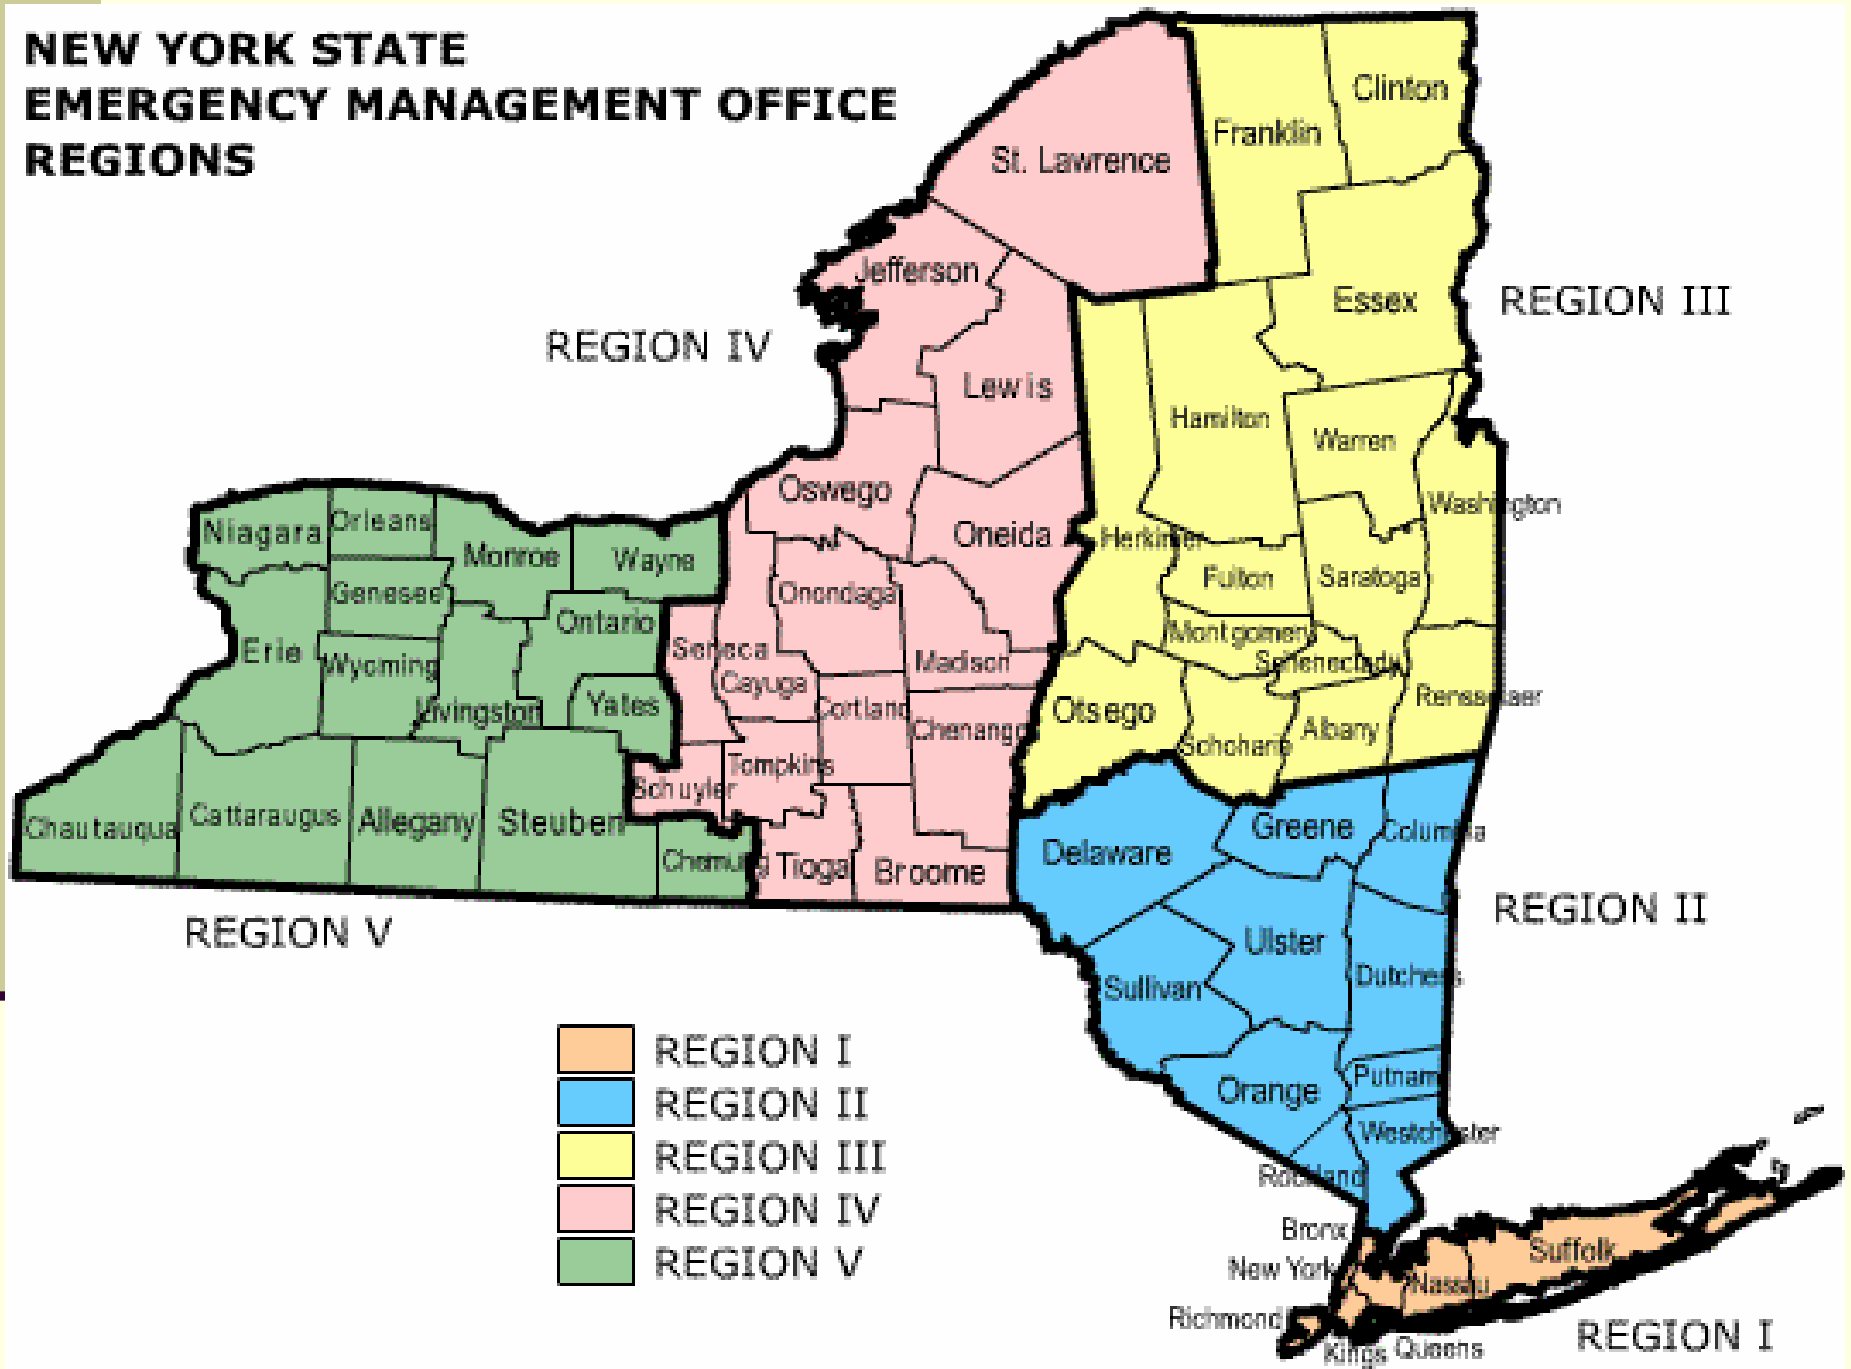 NEW YORK STATE
EMERGENCY MANAGEMENT OFFICE
REGIONS
Clinton
Franklin
St. Lawrence
Jefferson
Essex
REGION III
REGION IV
Lewis
Hamilton
Warren
Oswego
Washington
Niagara
Orleans
Oneida
Herkimer
Monroe
Wayne
Fulton
Saratoga
Genesee
Onondaga
Ontario
Montgomery
Erie
Seneca
Wyoming
Madison
Schenectady
Cayuga
Rensselaer
Livingston
Yates
Cortland
Otsego
Chenango
Albany
Schoharie
Tompkins
Schuyler
Chautauqua
Cattaraugus
Allegany
Steuben
Greene
Columbia
Delaware
Chemung
Tioga
Broome
REGION II
REGION V
Ulster
Dutchess
Sullivan
REGION I
REGION II
REGION III
REGION IV
REGION V
Orange
Putnam
Westchester
Rockland
Bronx
New York
Suffolk
Nassau
Richmond
Kings
Queens
REGION I